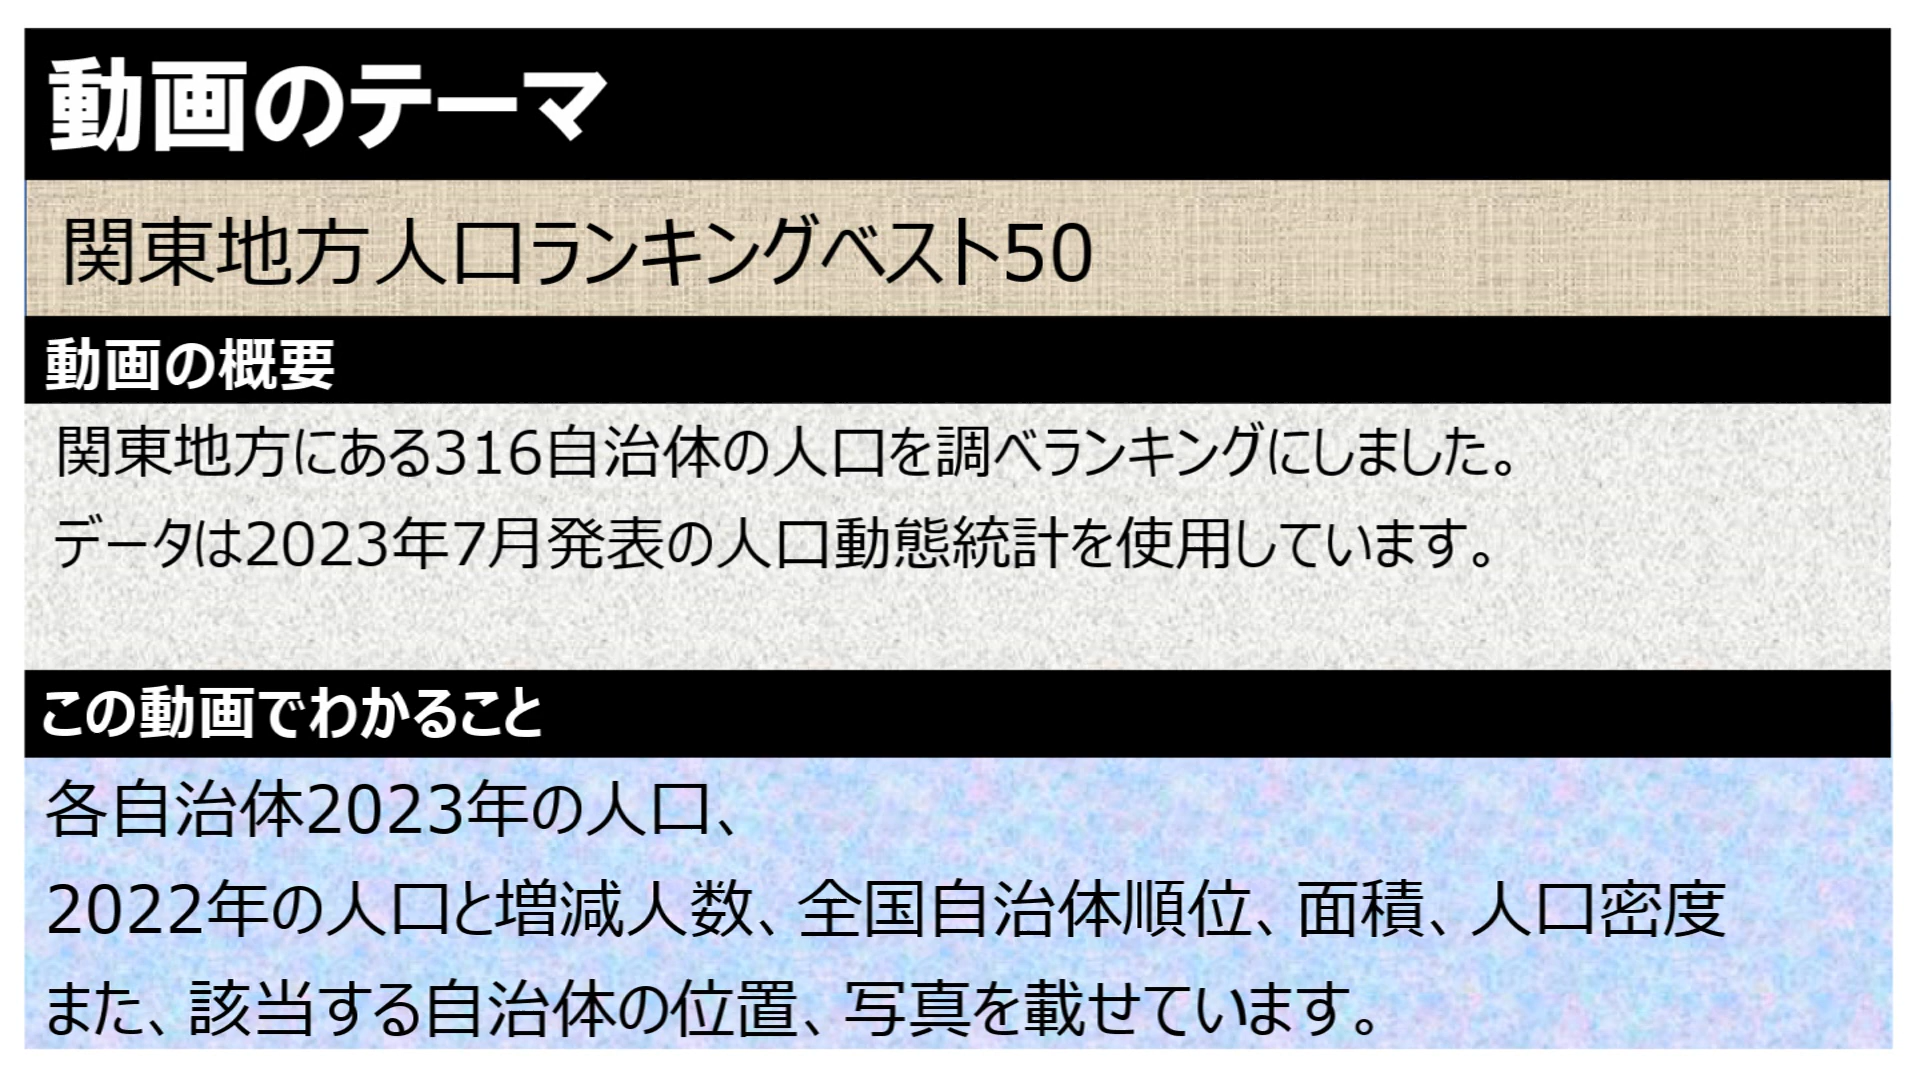 動画のテーマ
関東地方人口ランキングベスト50
動画の概要
関東地方にある316自治体の人口を調べランキングにしました。
データは2023年7月発表の人口動態統計を使用しています。
この動画でわかること
各自治体2023年の人口、
2022年の人口と増減人数、全国自治体順位、面積、人口密度
また、該当する自治体の位置、写真を載せています。